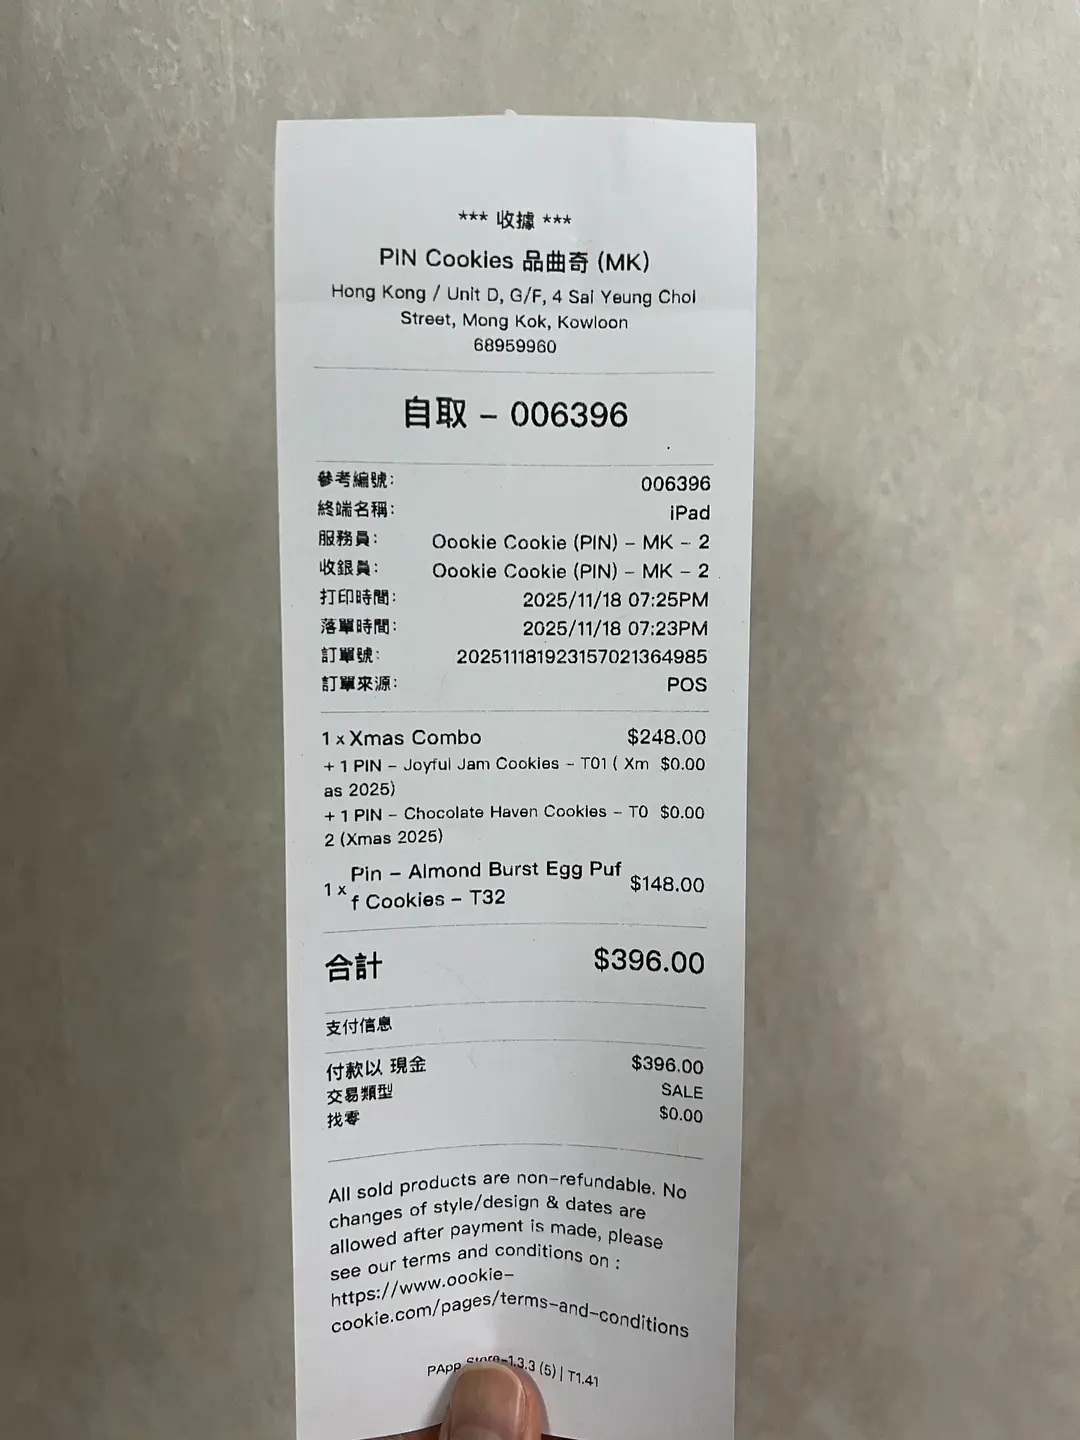 *** 收據 ***
PIN Cookies 品曲奇 (MK)
Hong Kong / Unit D, G/F, 4 Sai Yeung Choi
Street, Mong Kok, Kowloon
68959960
自取 – 006396
參考編號: 006396
終端名稱: iPad
服務員: Oookie Cookie (PIN) – MK – 2
收銀員: Oookie Cookie (PIN) – MK – 2
打印時間: 2025/11/18 07:25PM
落單時間: 2025/11/18 07:23PM
訂單號: 202511181923157021364985
訂單來源: POS
1 x Xmas Combo $248.00
+ 1 PIN – Joyful Jam Cookies – T01 ( Xm $0.00
as 2025)
+ 1 PIN – Chocolate Haven Cookies – T0 $0.00
2 (Xmas 2025)
1 x Pin – Almond Burst Egg Puf $148.00
f Cookies – T32
合計 $396.00
支付信息
付款以 現金 $396.00
交易類型 SALE
找零 $0.00
All sold products are non-refundable. No
changes of style/design & dates are
allowed after payment is made, please
see our terms and conditions on :
https://www.oookie-
cookie.com/pages/terms-and-conditions
PApp Store-1.3.3 (5) | T1.41